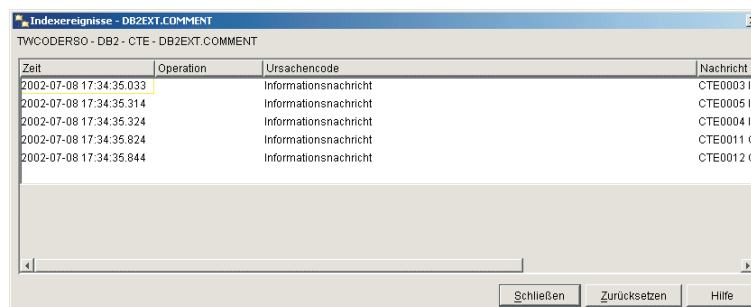 Indexereignisse - DB2EXT.COMMENT
TWCODERSO - DB2 - CTE - DB2EXT.COMMENT
Zeit Operation Ursachencode Nachricht
2002-07-08 17:34:35.033 Informationsnachricht CTE0003 I
2002-07-08 17:34:35.314 Informationsnachricht CTE0005 I
2002-07-08 17:34:35.324 Informationsnachricht CTE0004 I
2002-07-08 17:34:35.824 Informationsnachricht CTE0011
2002-07-08 17:34:35.844 Informationsnachricht CTE0012
Schließen Zurücksetzen Hilfe